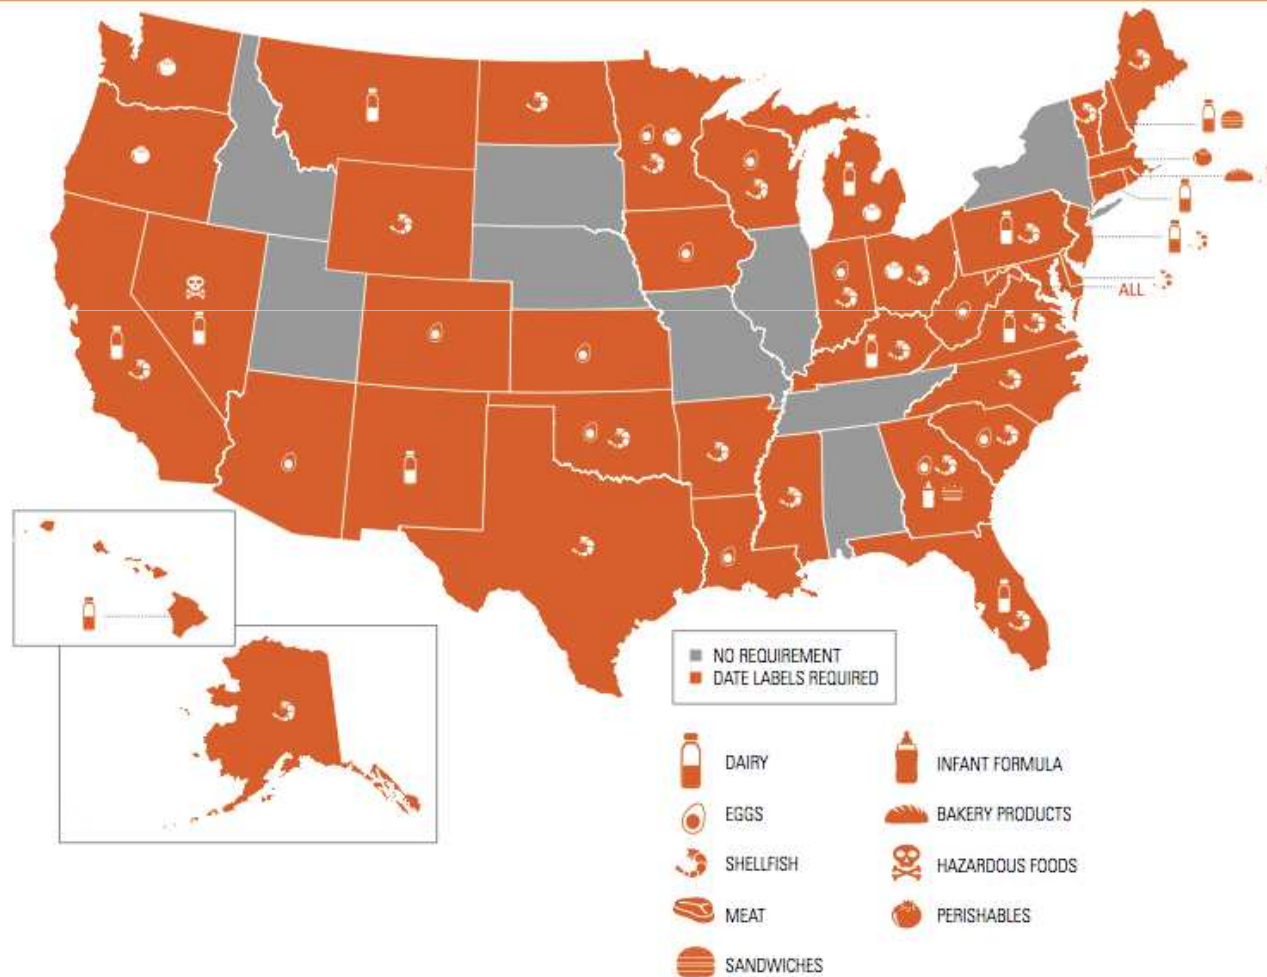 ALL
NO REQUIREMENT
DATE LABELS REQUIRED
DAIRY
INFANT FORMULA
EGGS
BAKERY PRODUCTS
SHELLFISH
HAZARDOUS FOODS
MEAT
PERISHABLES
SANDWICHES